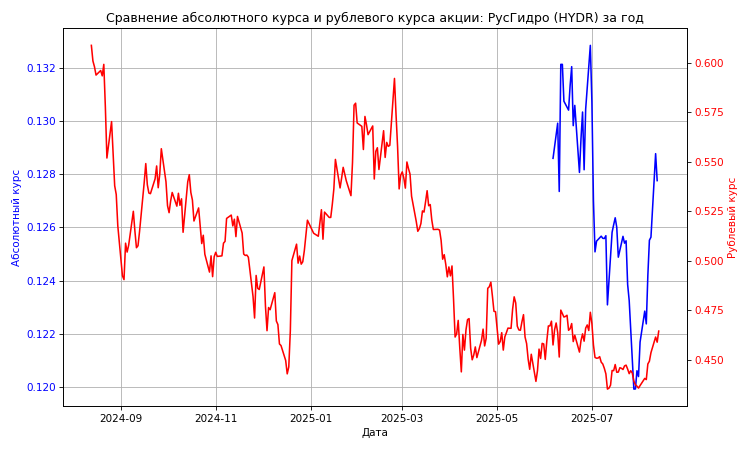 Сравнение абсолютного курса и рублевого курса акции: РусГидро (HYDR) за год
0.132
0.130
0.128
0.126
0.124
0.122
0.120
Абсолютный курс
0.600
0.575
0.550
0.525
0.500
0.475
0.450
Рублевый курс
2024-09 2024-11 2025-01 2025-03 2025-05 2025-07
Дата